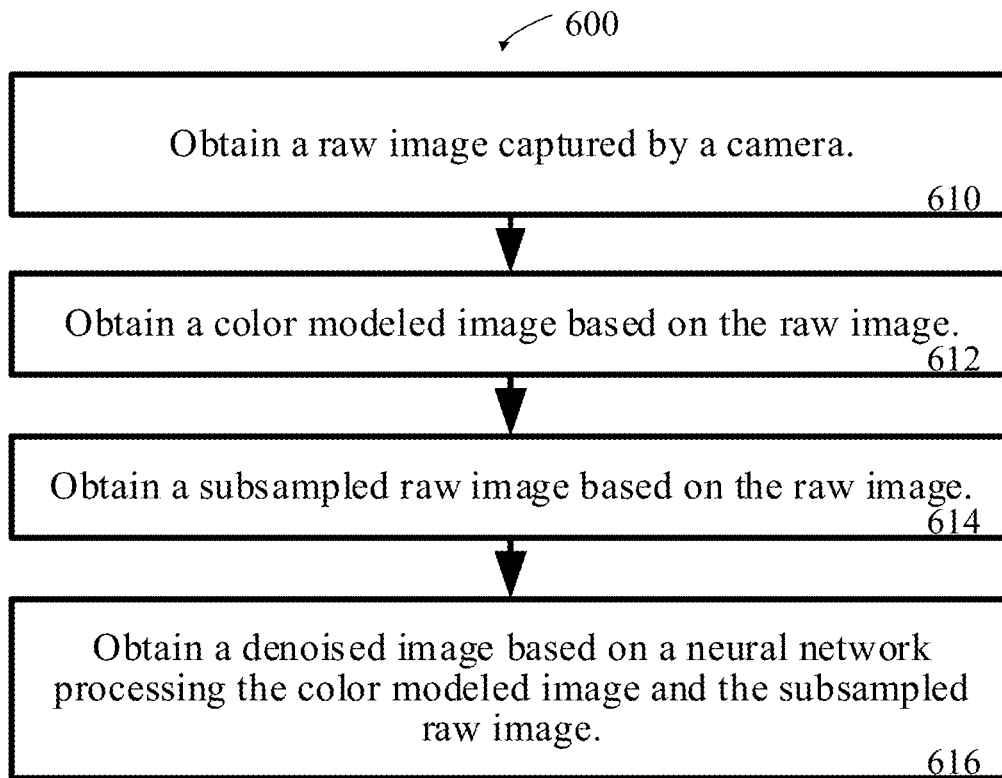 600
Obtain a raw image captured by a camera.
610
Obtain a color modeled image based on the raw image.
612
Obtain a subsampled raw image based on the raw image.
614
Obtain a denoised image based on a neural network
processing the color modeled image and the subsampled
raw image.
616